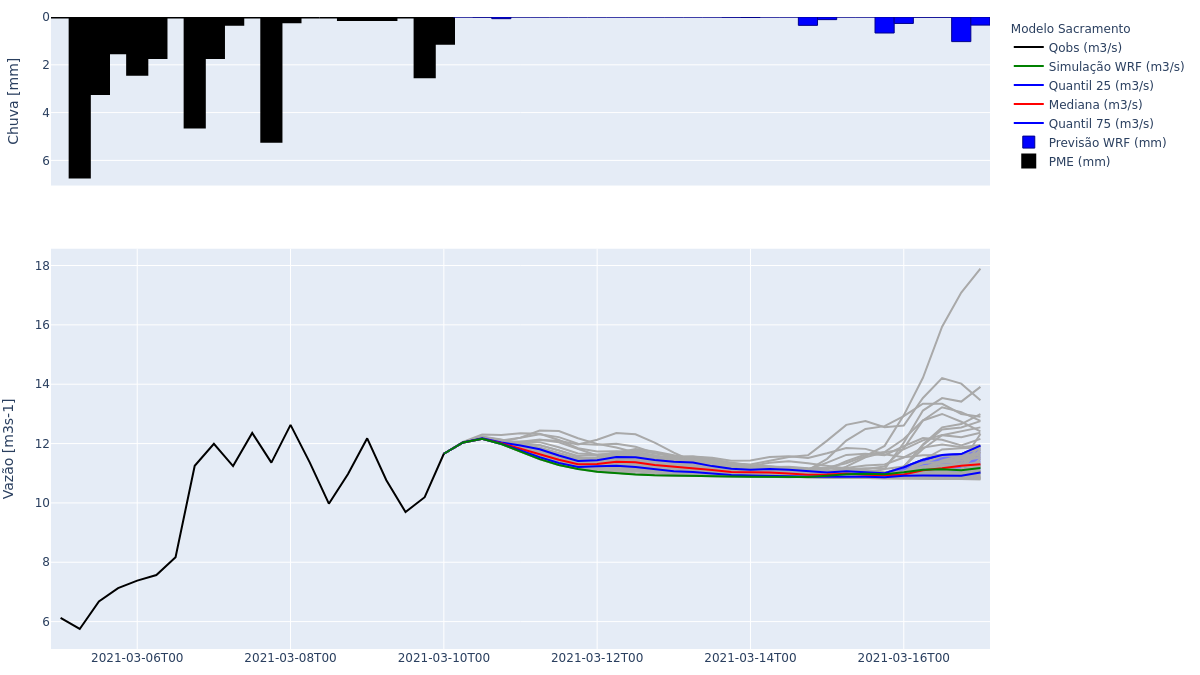 Chuva [mm]
0
2
4
6
Modelo Sacramento
Qobs (m3/s)
Simulação WRF (m3/s)
Quantil 25 (m3/s)
Mediana (m3/s)
Quantil 75 (m3/s)
Previsão WRF (mm)
PME (mm)
Vazão [m3s-1]
18
16
14
12
10
8
6
2021-03-06T00
2021-03-08T00
2021-03-10T00
2021-03-12T00
2021-03-14T00
2021-03-16T00